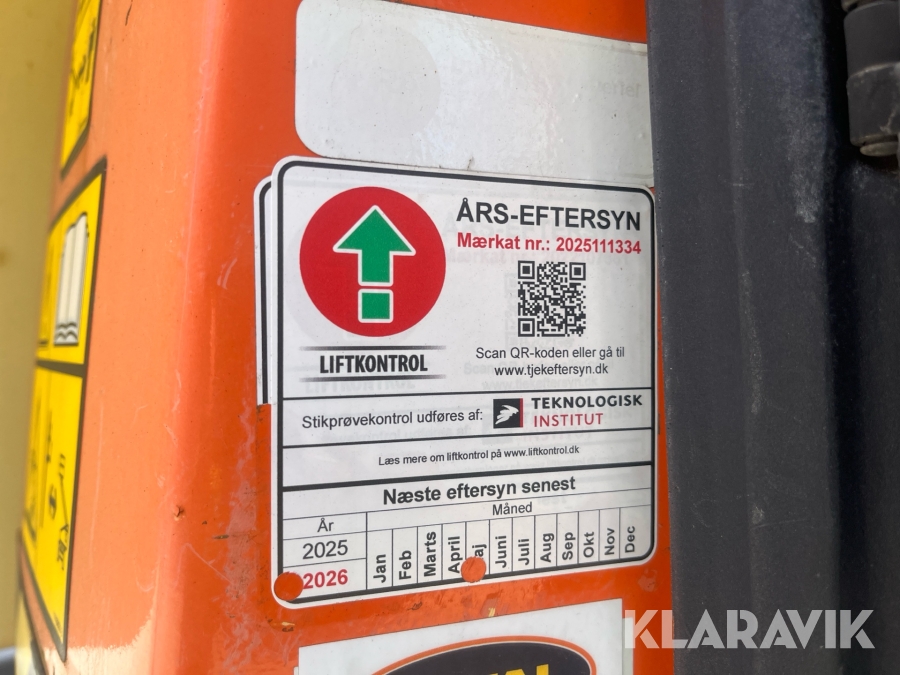 ÅRS-EFTERSYN
Mærkat nr.: 2025111334
LIFTKONTROL
Scan QR-koden eller gå til
www.tjekeftersyn.dk
Stikprøvekontrol udføres af:
TEKNOLOGISK
INSTITUT
Læs mere om liftkontrol på www.liftkontrol.dk
Næste eftersyn senest
År
Måned
2025
2026
Jan
Feb
Marts
April
aj
Juni
Juli
Aug
Sep
Okt
Nov
Dec
KLARAVIK